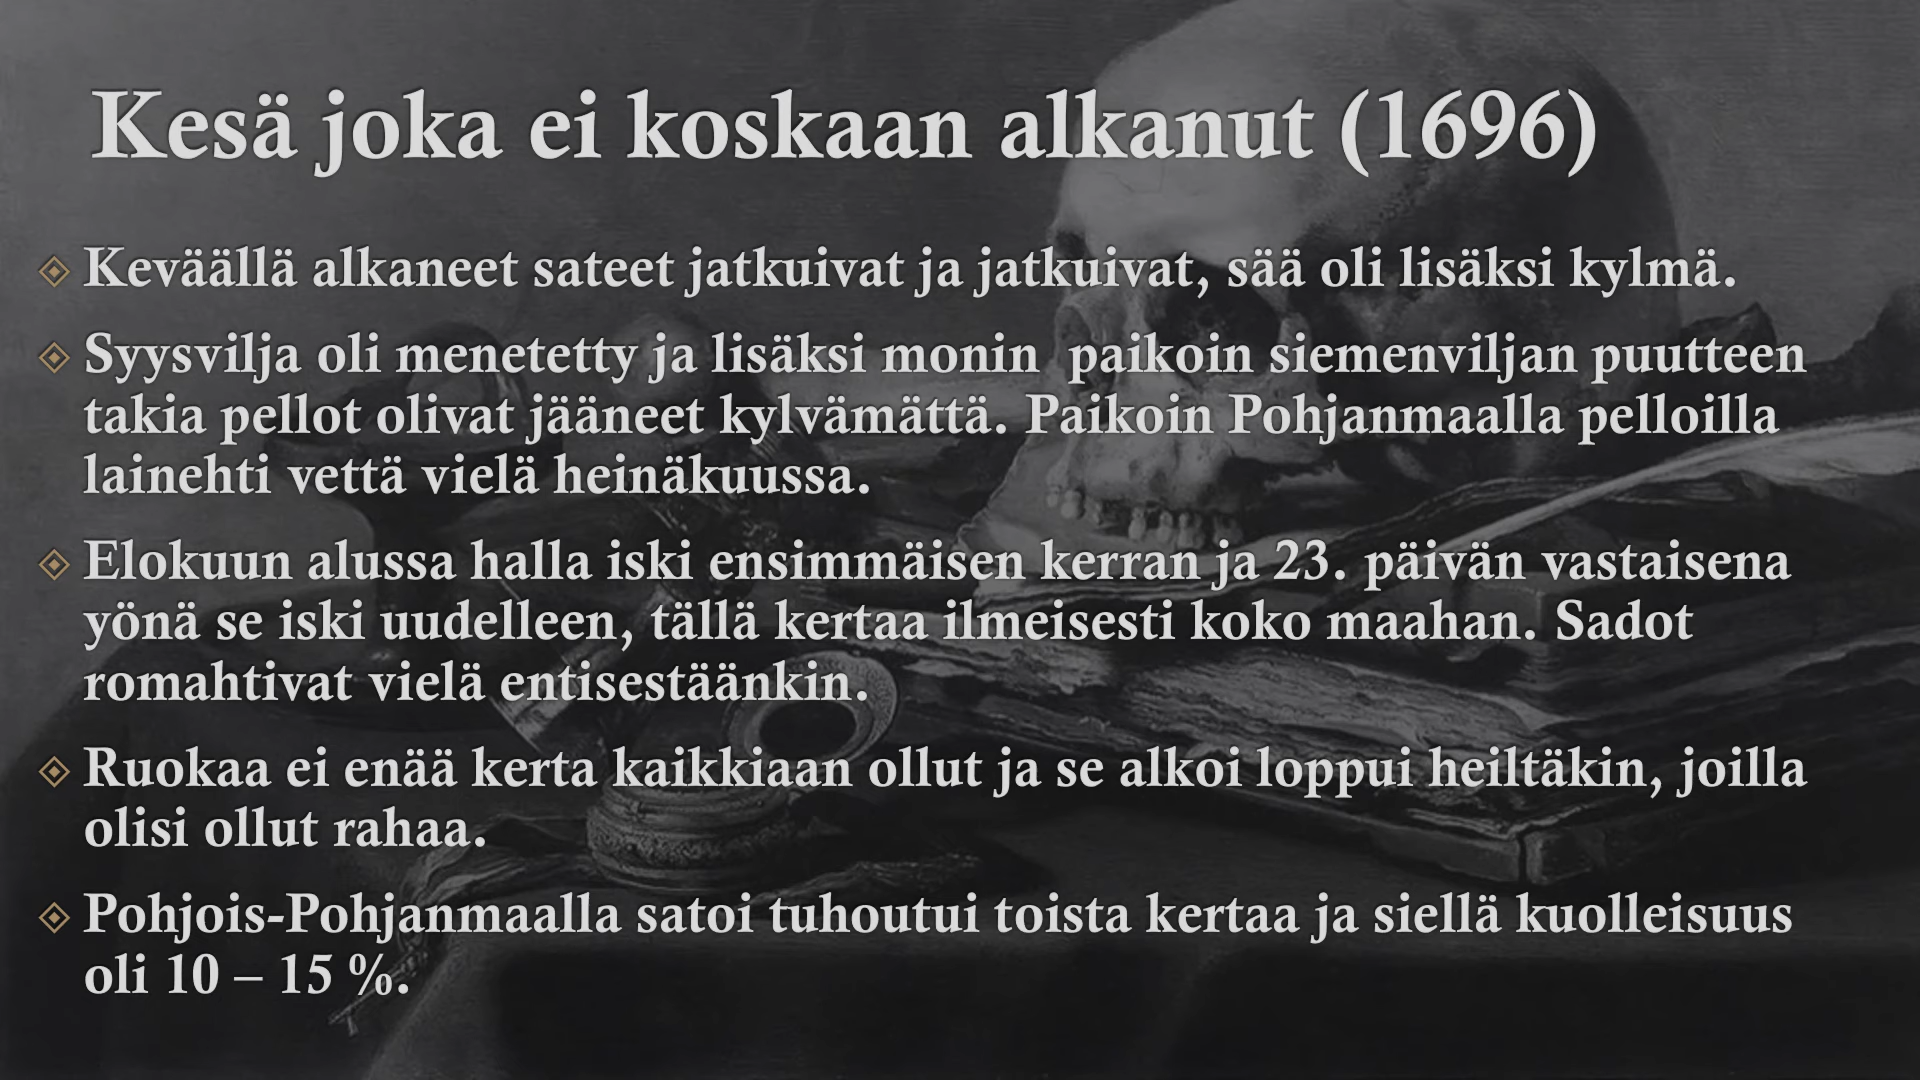 Kesä joka ei koskaan alkanut (1696)
Keväällä alkaneet sateet jatkuivat ja jatkuivat, sää oli lisäksi kylmä.
Syysvilja oli menetetty ja lisäksi monin  paikoin siemenviljan puutteen
takia pellot olivat jääneet kylvämättä. Paikoin Pohjanmaalla pelloilla
lainehti vettä vielä heinäkuussa.
Elokuun alussa halla iski ensimmäisen kerran ja 23. päivän vastaisena
yönä se iski uudelleen, tällä kertaa ilmeisesti koko maahan. Sadot
romahtivat vielä entisestäänkin.
Ruokaa ei enää kerta kaikkiaan ollut ja se alkoi loppui heiltäkin, joilla
olisi ollut rahaa.
Pohjois-Pohjanmaalla satoi tuhoutui toista kertaa ja siellä kuolleisuus
oli 10 – 15 %.